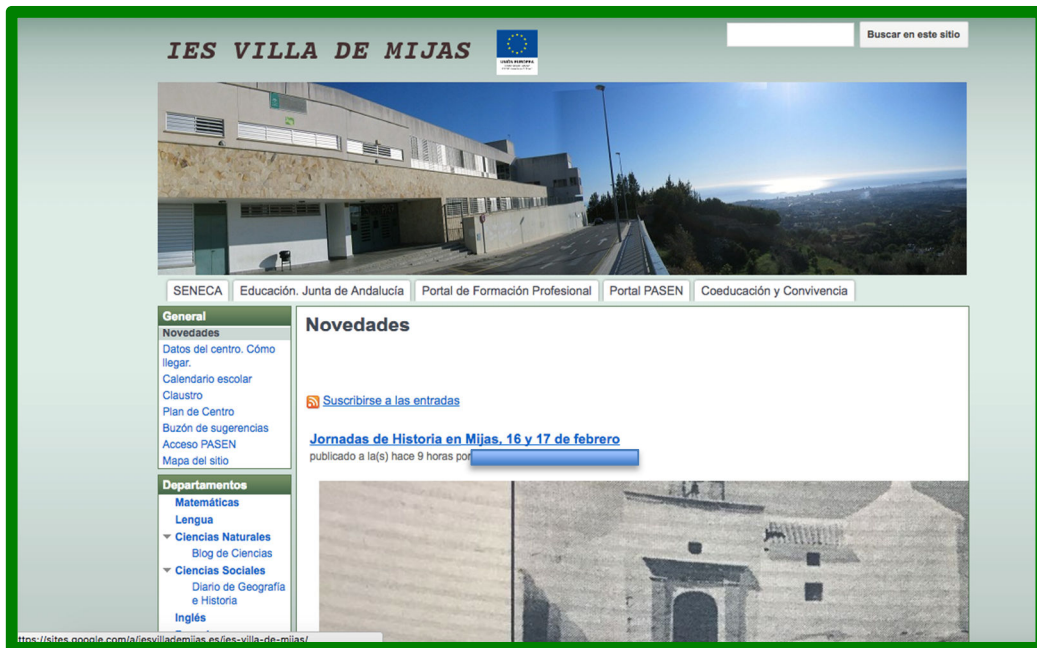 IES VILLA DE MIJAS
UNIÓN EUROPEA
Buscar en este sitio
SENECA
Educación. Junta de Andalucía
Portal de Formación Profesional
Portal PASEN
Coeducación y Convivencia
General
Novedades
Datos del centro. Cómo
llegar.
Calendario escolar
Claustro
Plan de Centro
Buzón de sugerencias
Acceso PASEN
Mapa del sitio
Departamentos
Matemáticas
Lengua
Ciencias Naturales
Blog de Ciencias
Ciencias Sociales
Diario de Geografía
e Historia
Inglés
Novedades
Suscribirse a las entradas
Jornadas de Historia en Mijas, 16 y 17 de febrero
publicado a la(s) hace 9 horas por
ttps://sites.google.com/a/iesvillademijas.es/ies-villa-de-mijas/